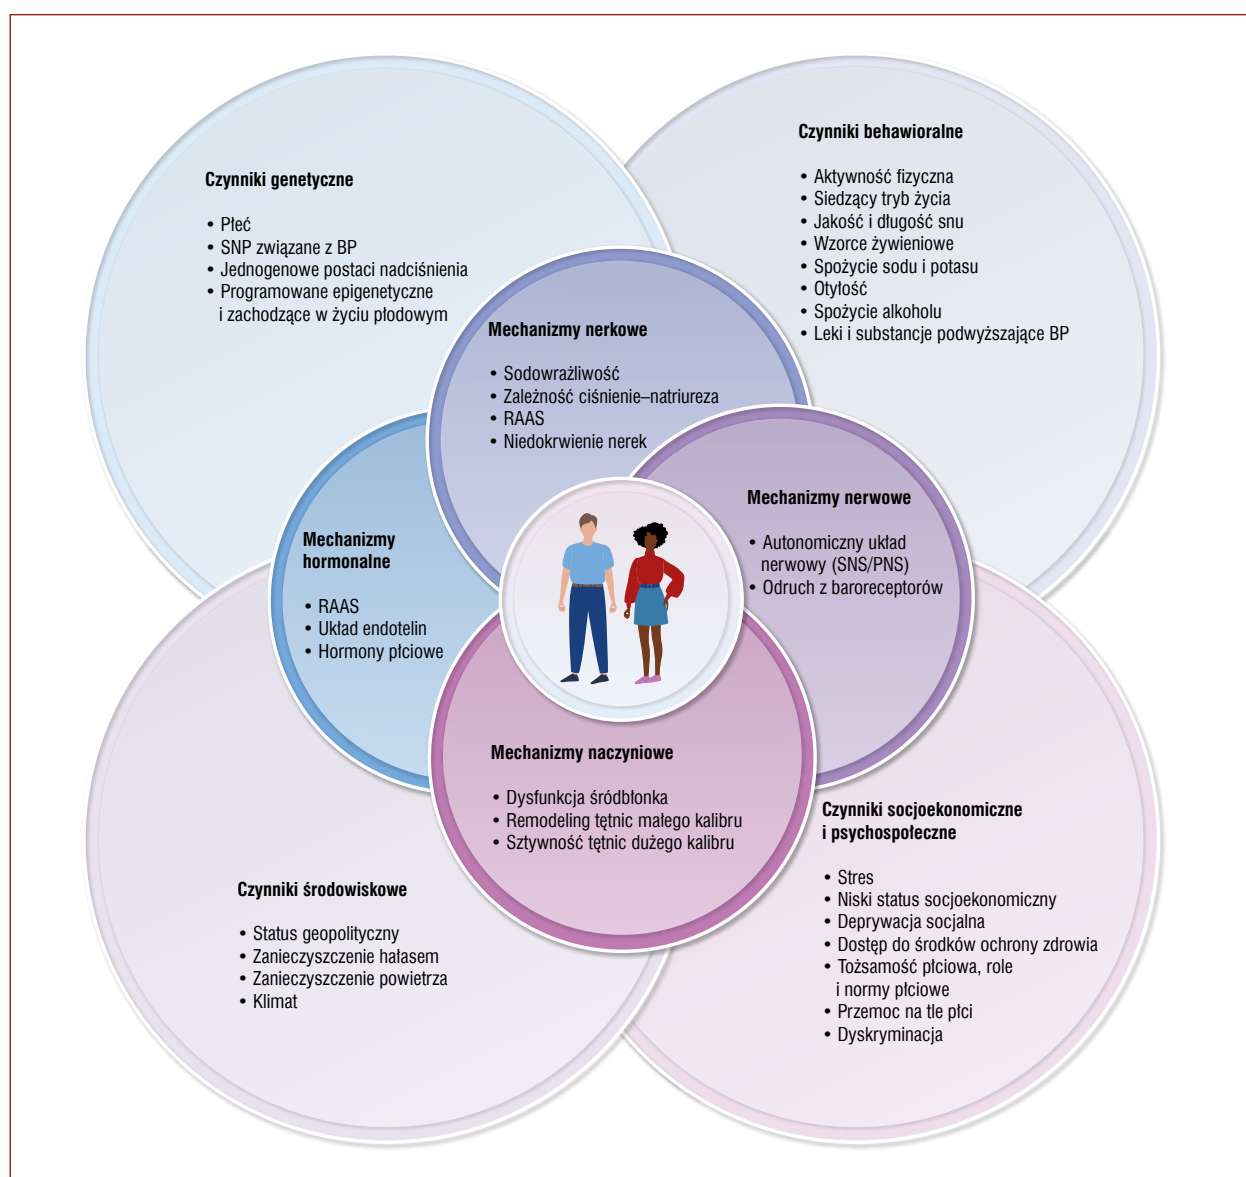 Czynniki genetyczne
• Płeć
• SNP związane z BP
• Jednogenowe postaci nadciśnienia
• Programowane epigenetyczne
i zachodzące w życiu płodowym
Czynniki behawioralne
• Aktywność fizyczna
• Siedzący tryb życia
• Jakość i długość snu
• Wzorce żywieniowe
• Spożycie sodu i potasu
• Otyłość
• Spożycie alkoholu
• Leki i substancje podwyższające BP
Mechanizmy nerkowe
• Sodowrażliwość
• Zależność ciśnienie–natriureza
• RAAS
• Niedokrwienie nerek
Mechanizmy nerwowe
• Autonomiczny układ
nerwowy (SNS/PNS)
• Odruch z baroreceptorów
Mechanizmy
hormonalne
• RAAS
• Układ endotelin
• Hormony płciowe
Mechanizmy naczyniowe
• Dysfunkcja śródbłonka
• Remodeling tętnic małego kalibru
• Sztywność tętnic dużego kalibru
Czynniki środowiskowe
• Status geopolityczny
• Zanieczyszczenie hałasem
• Zanieczyszczenie powietrza
• Klimat
Czynniki socjoekonomiczne
i psychospołeczne
• Stres
• Niski status socjoekonomiczny
• Deprywacja socjalna
• Dostęp do środków ochrony zdrowia
• Tożsamość płciowa, role
i normy płciowe
• Przemoc na tle płci
• Dyskryminacja